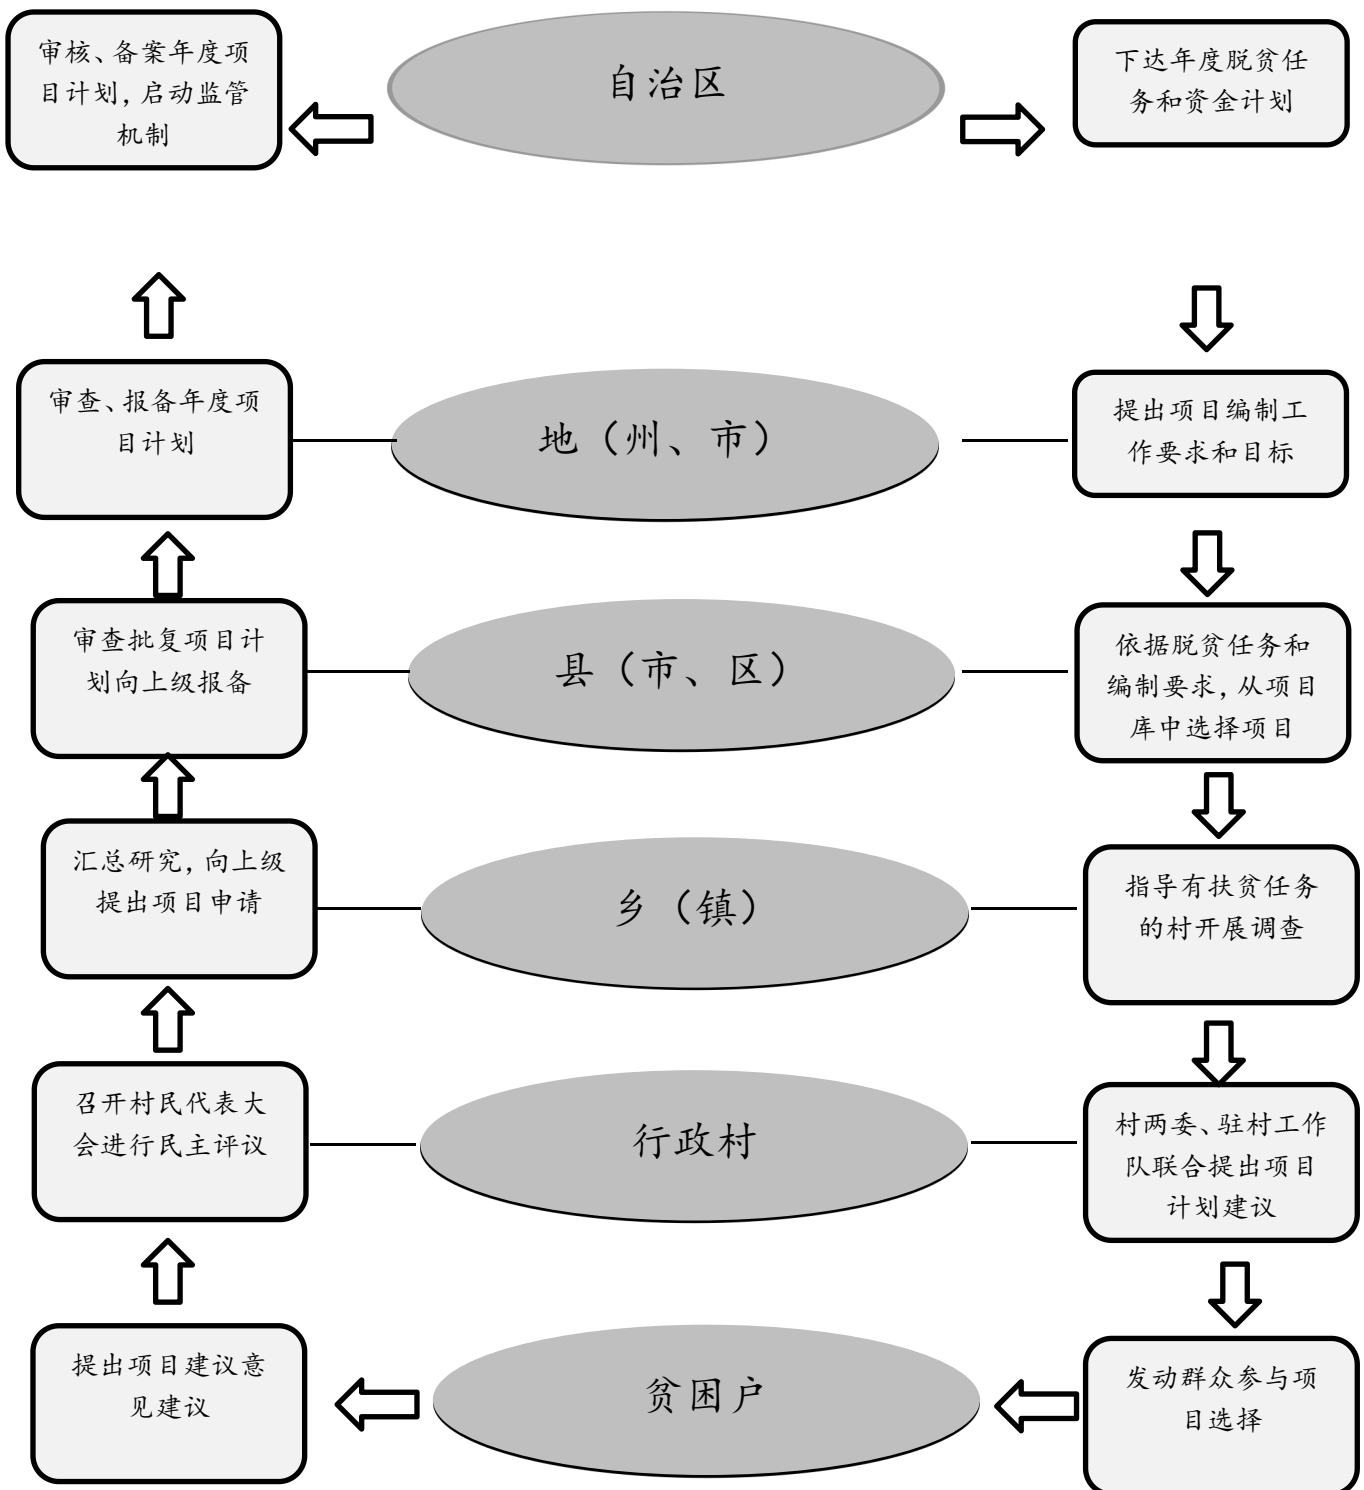 审核、备案年度项
目计划，启动监管
机制
自治区
下达年度脱贫任
务和资金计划
审查、报备年度项
目计划
地（州、市）
提出项目编制工
作要求和目标
审查批复项目计
划向上级报备
县（市、区）
依据脱贫任务和
编制要求，从项目
库中选择项目
汇总研究，向上级
提出项目申请
乡（镇）
指导有扶贫任务
的村开展调查
召开村民代表大
会进行民主评议
行政村
村两委、驻村工作
队联合提出项目
计划建议
提出项目建议意
见建议
贫困户
发动群众参与项
目选择